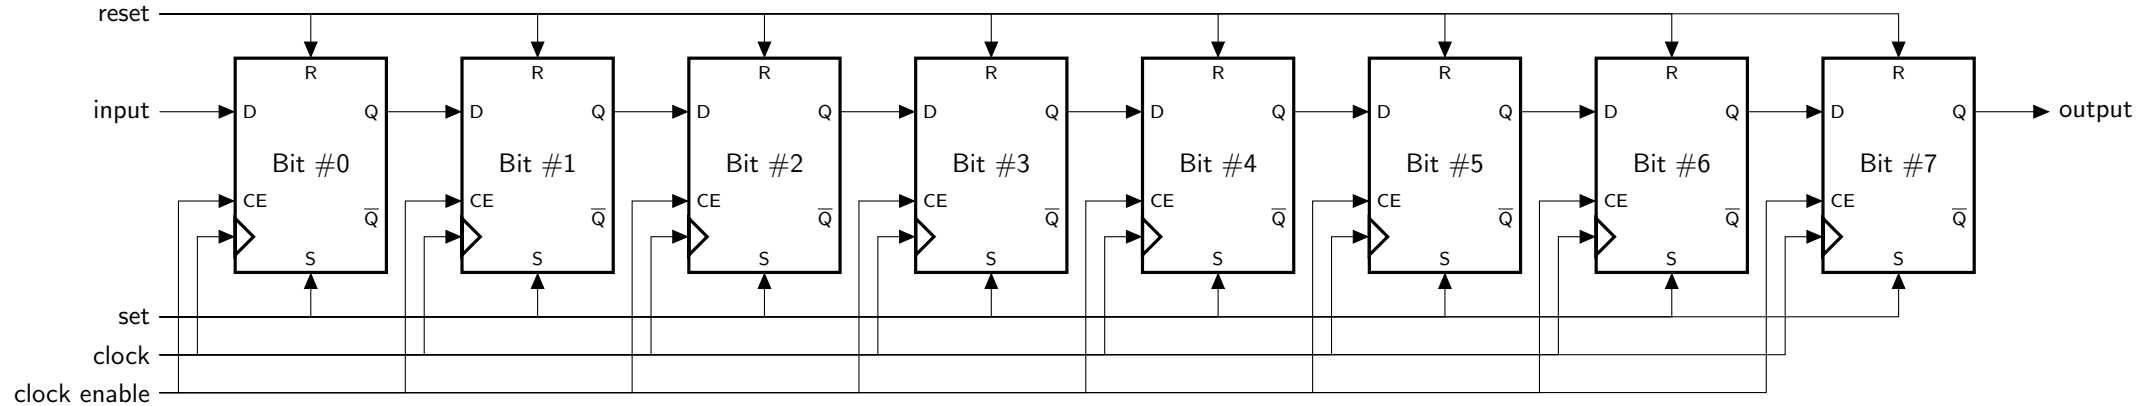 reset
R R R R R R R R
input D Q D Q D Q D Q D Q D Q D Q D Q output
Bit #0 Bit #1 Bit #2 Bit #3 Bit #4 Bit #5 Bit #6 Bit #7
CE CE CE CE CE CE CE CE
Q̅ Q̅ Q̅ Q̅ Q̅ Q̅ Q̅ Q̅
S S S S S S S S
set
clock
clock enable